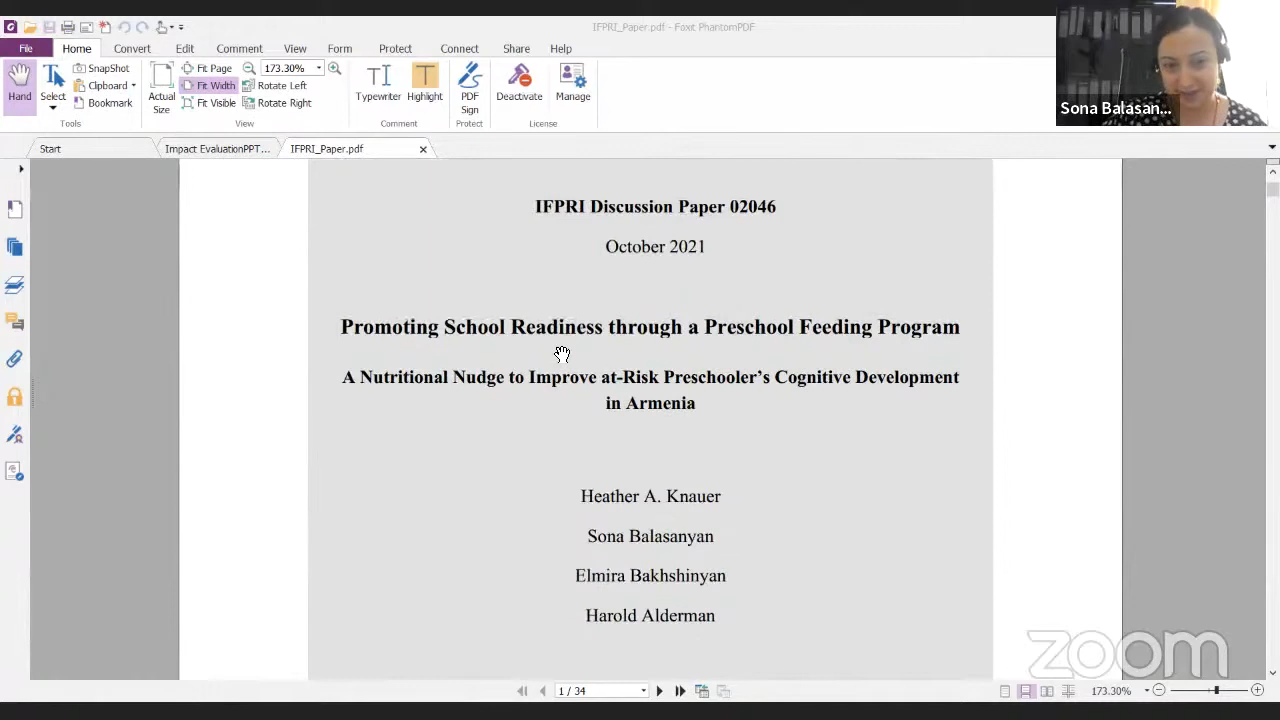 IFPRI_Paper.pdf - Foxit PhantomPDF
File Home Convert Edit Comment View Form Protect Connect Share Help
Hand
Select
SnapShot
Clipboard
Bookmark
Tools
Actual
Size
Fit Page
Fit Width
Fit Visible
173.30%
Rotate Left
Rotate Right
View
Typewriter
Highlight
Comment
PDF
Sign
Protect
Deactivate
License
Manage
Sona Balasan...
Start
Impact EvaluationPPT...
IFPRI_Paper.pdf
IFPRI Discussion Paper 02046
October 2021
Promoting School Readiness through a Preschool Feeding Program
A Nutritional Nudge to Improve at-Risk Preschooler’s Cognitive Development
in Armenia
Heather A. Knauer
Sona Balasanyan
Elmira Bakhshinyan
Harold Alderman
zoom
1 / 34
173.30%